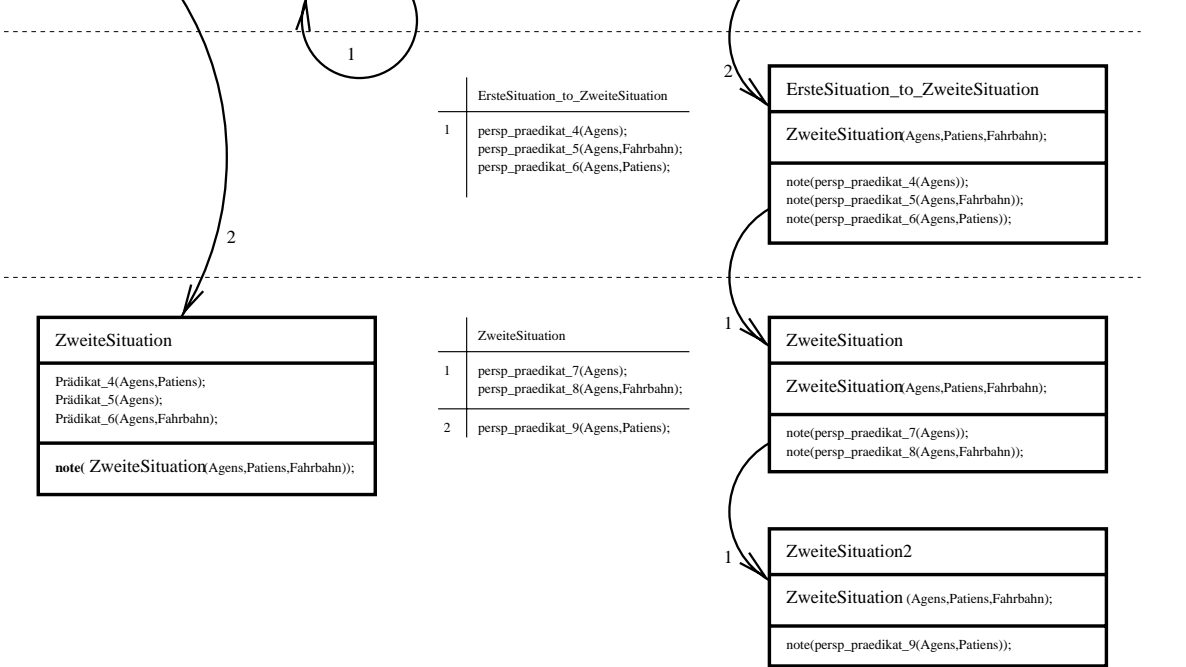 1
2
ErsteSituation_to_ZweiteSituation
1 persp_praedikat_4(Agens);
persp_praedikat_5(Agens,Fahrbahn);
persp_praedikat_6(Agens,Patiens);
2
ErsteSituation_to_ZweiteSituation
ZweiteSituation(Agens,Patiens,Fahrbahn);
note(persp_praedikat_4(Agens));
note(persp_praedikat_5(Agens,Fahrbahn));
note(persp_praedikat_6(Agens,Patiens));
ZweiteSituation
Prädikat_4(Agens,Patiens);
Prädikat_5(Agens);
Prädikat_6(Agens,Fahrbahn);
note( ZweiteSituation(Agens,Patiens,Fahrbahn));
ZweiteSituation
1 persp_praedikat_7(Agens);
persp_praedikat_8(Agens,Fahrbahn);
2 persp_praedikat_9(Agens,Patiens);
1
ZweiteSituation
ZweiteSituation(Agens,Patiens,Fahrbahn);
note(persp_praedikat_7(Agens));
note(persp_praedikat_8(Agens,Fahrbahn));
1
ZweiteSituation2
ZweiteSituation (Agens,Patiens,Fahrbahn);
note(persp_praedikat_9(Agens,Patiens));